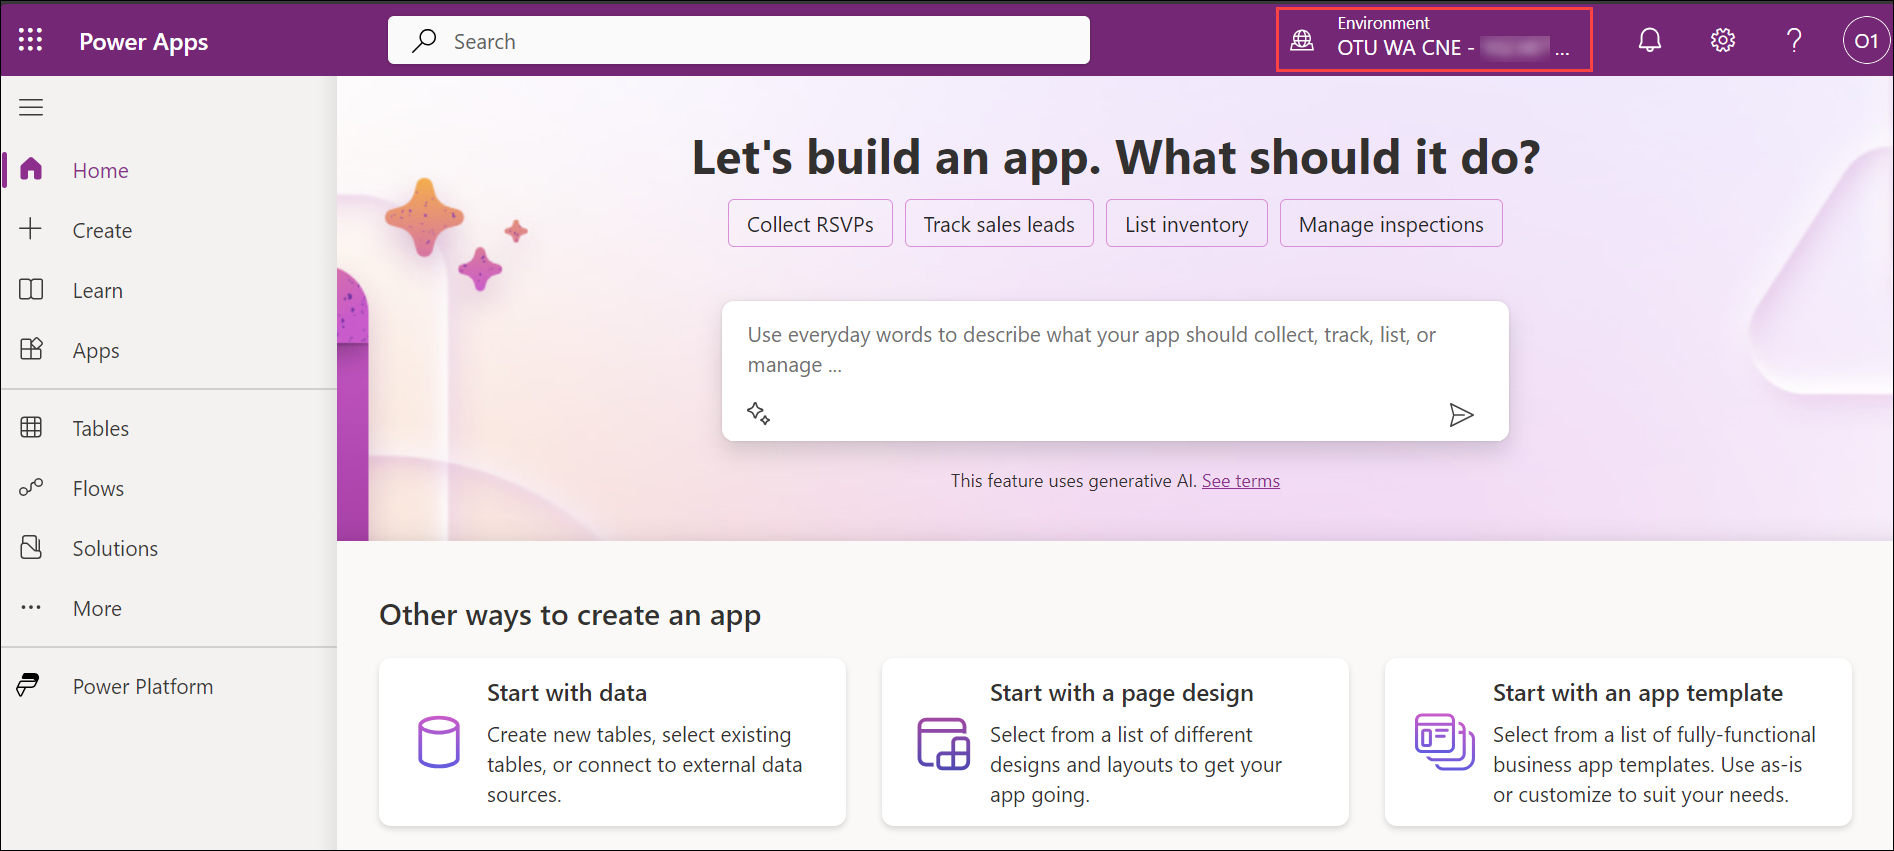 Power Apps
Search
Environment
OTU WA CNE - ...
O1
Home
Create
Learn
Apps
Tables
Flows
Solutions
More
Power Platform
Let's build an app. What should it do?
Collect RSVPs
Track sales leads
List inventory
Manage inspections
Use everyday words to describe what your app should collect, track, list, or
manage ...
This feature uses generative AI. See terms
Other ways to create an app
Start with data
Create new tables, select existing
tables, or connect to external data
sources.
Start with a page design
Select from a list of different
designs and layouts to get your
app going.
Start with an app template
Select from a list of fully-functional
business app templates. Use as-is
or customize to suit your needs.